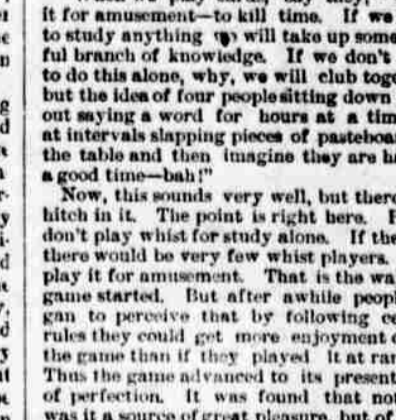 it for amusement—to kill time. If we
to study anything we will take up some
ful branch of knowledge. If we don't
to do this alone, why, we will club toge
but the idea of four people sitting down
out saying a word for hours at a tim
at intervals slapping pieces of pasteboa
the table and then imagine they are h
a good time—bah!"
Now, this sounds very well, but there
hitch in it. The point is right here.
don't play whist for study alone. If the
there would be very few whist players.
play it for amusement. That is the wa
game started. But after awhile peopl
gan to perceive that by following ce
rules they could get more enjoyment
the game than if they played it at ran
Thus the game advanced to its present
of perfection. It was found that not
was it a source of great pleasure, but of